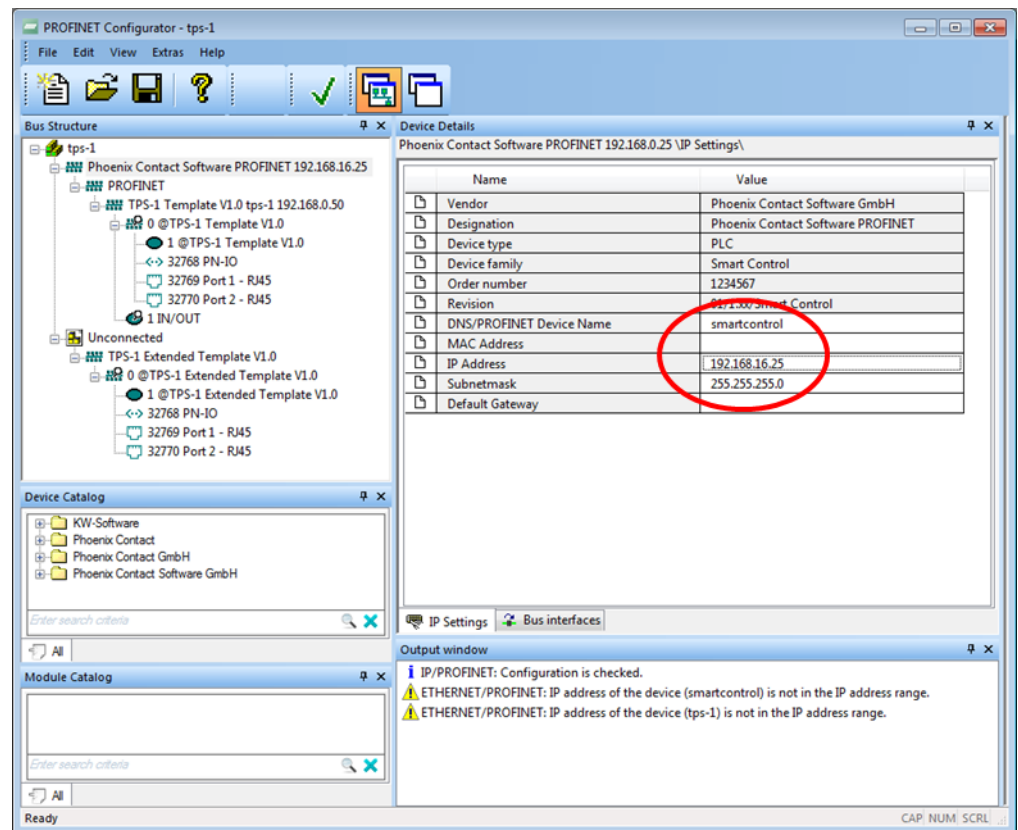 PROFINET Configurator - tps-1
File Edit View Extras Help
Bus Structure
tps-1
Phoenix Contact Software PROFINET 192.168.16.25
PROFINET
TPS-1 Template V1.0 tps-1 192.168.0.50
0 @TPS-1 Template V1.0
1 @TPS-1 Template V1.0
32768 PN-IO
32769 Port 1 - RJ45
32770 Port 2 - RJ45
1 IN/OUT
Unconnected
TPS-1 Extended Template V1.0
0 @TPS-1 Extended Template V1.0
1 @TPS-1 Extended Template V1.0
32768 PN-IO
32769 Port 1 - RJ45
32770 Port 2 - RJ45
Device Catalog
KW-Software
Phoenix Contact
Phoenix Contact GmbH
Phoenix Contact Software GmbH
Enter search criteria
All
Module Catalog
Enter search criteria
All
Device Details
Phoenix Contact Software PROFINET 192.168.0.25 \IP Settings\
Name Value
Vendor Phoenix Contact Software GmbH
Designation Phoenix Contact Software PROFINET
Device type PLC
Device family Smart Control
Order number 1234567
Revision Smart Control
DNS/PROFINET Device Name smartcontrol
MAC Address
IP Address 192.168.16.25
Subnetmask 255.255.255.0
Default Gateway
IP Settings Bus interfaces
Output window
IP/PROFINET: Configuration is checked.
ETHERNET/PROFINET: IP address of the device (smartcontrol) is not in the IP address range.
ETHERNET/PROFINET: IP address of the device (tps-1) is not in the IP address range.
Ready CAP NUM SCRL